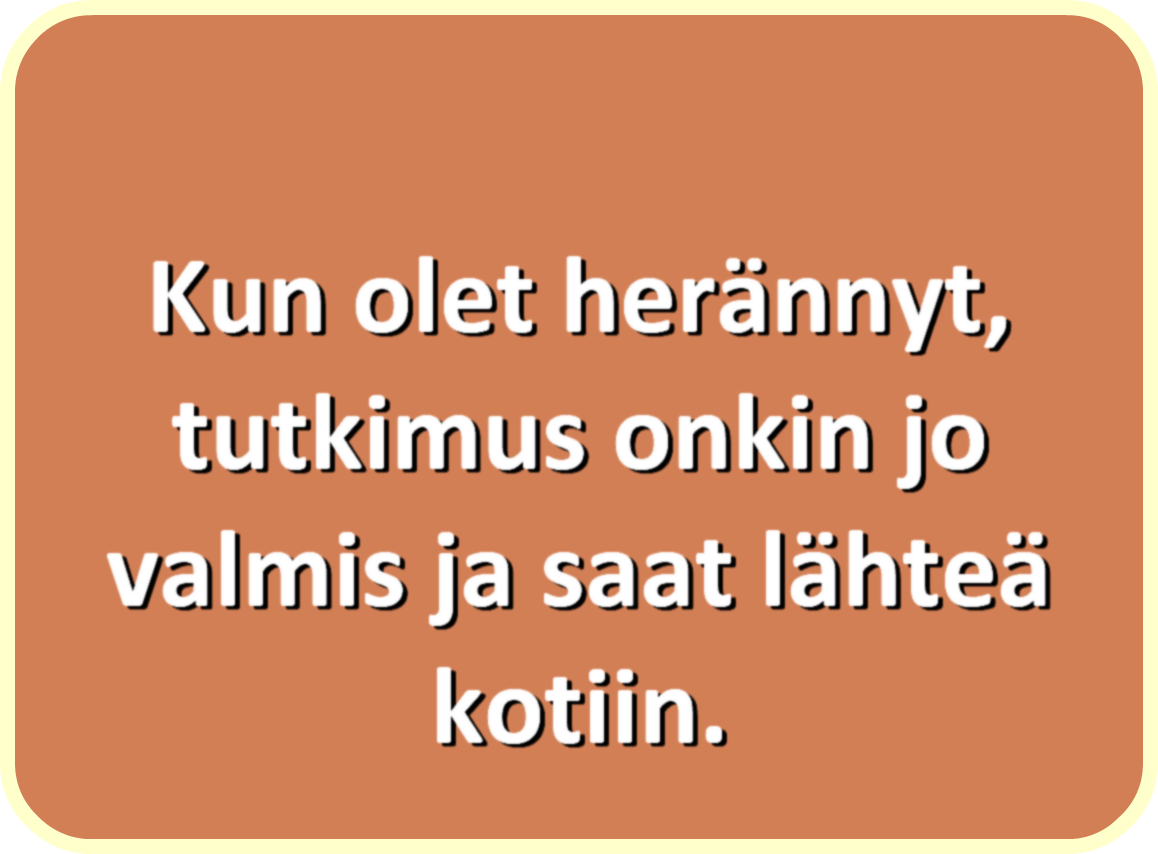 Kun olet herännyt,
tutkimus onkin jo
valmis ja saat lähteä
kotiin.